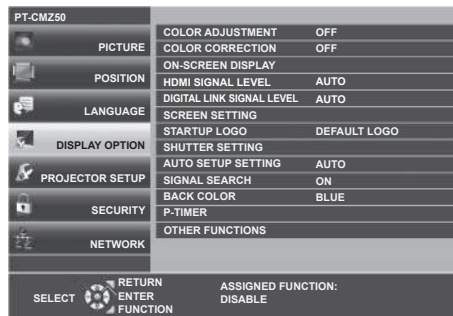 PT-CMZ50
PICTURE
POSITION
LANGUAGE
DISPLAY OPTION
PROJECTOR SETUP
SECURITY
NETWORK
COLOR ADJUSTMENT OFF
COLOR CORRECTION OFF
ON-SCREEN DISPLAY
HDMI SIGNAL LEVEL AUTO
DIGITAL LINK SIGNAL LEVEL AUTO
SCREEN SETTING
STARTUP LOGO DEFAULT LOGO
SHUTTER SETTING
AUTO SETUP SETTING AUTO
SIGNAL SEARCH ON
BACK COLOR BLUE
P-TIMER
OTHER FUNCTIONS
SELECT
RETURN
ENTER
FUNCTION
ASSIGNED FUNCTION:
DISABLE